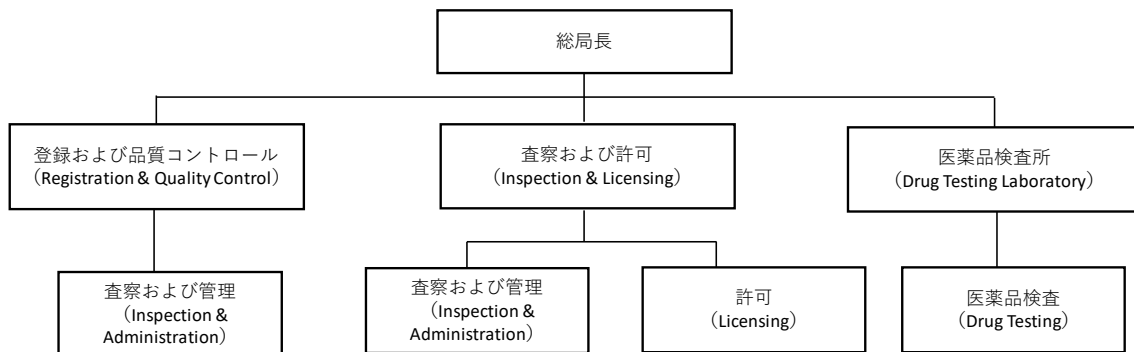 総局長
登録および品質コントロール
（Registration & Quality Control）
査察および許可
（Inspection & Licensing）
医薬品検査所
（Drug Testing Laboratory）
査察および管理
（Inspection &
Administration）
査察および管理
（Inspection &
Administration）
許可
（Licensing）
医薬品検査
（Drug Testing）